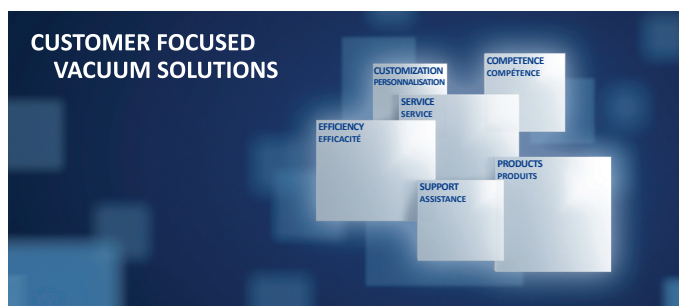 CUSTOMER FOCUSED
VACUUM SOLUTIONS
CUSTOMIZATION
PERSONNALISATION
COMPETENCE
COMPÉTENCE
SERVICE
SERVICE
EFFICIENCY
EFFICACITÉ
PRODUCTS
PRODUITS
SUPPORT
ASSISTANCE